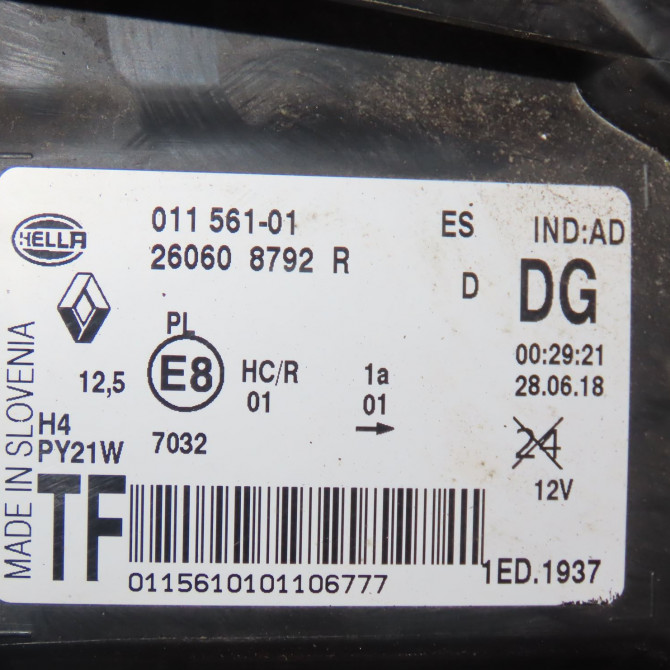 HELLA
011 561-01
26060 8792 R
ES
IND:AD
D
DG
00:29:21
28.06.18
PL
12,5
E8
HC/R
01
1a
01
H4
PY21W
7032
24
12V
MADE IN SLOVENIA
TF
0115610101106777
1ED.1937